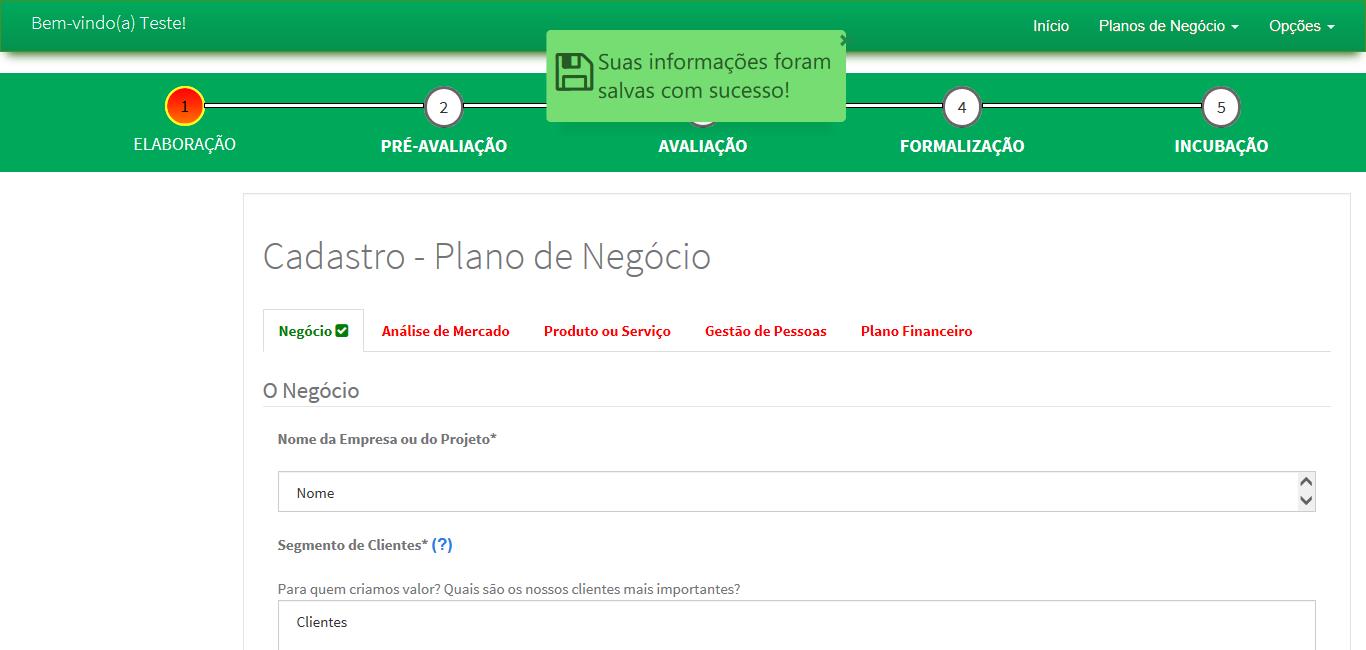 Bem-vindo(a) Teste!
Início
Planos de Negócio
Opções
Suas informações foram
salvas com sucesso!
1
2
4
5
ELABORAÇÃO
PRÉ-AVALIAÇÃO
AVALIAÇÃO
FORMALIZAÇÃO
INCUBAÇÃO
Cadastro - Plano de Negócio
Negócio
Análise de Mercado
Produto ou Serviço
Gestão de Pessoas
Plano Financeiro
O Negócio
Nome da Empresa ou do Projeto*
Nome
Segmento de Clientes* (?)
Para quem criamos valor? Quais são os nossos clientes mais importantes?
Clientes